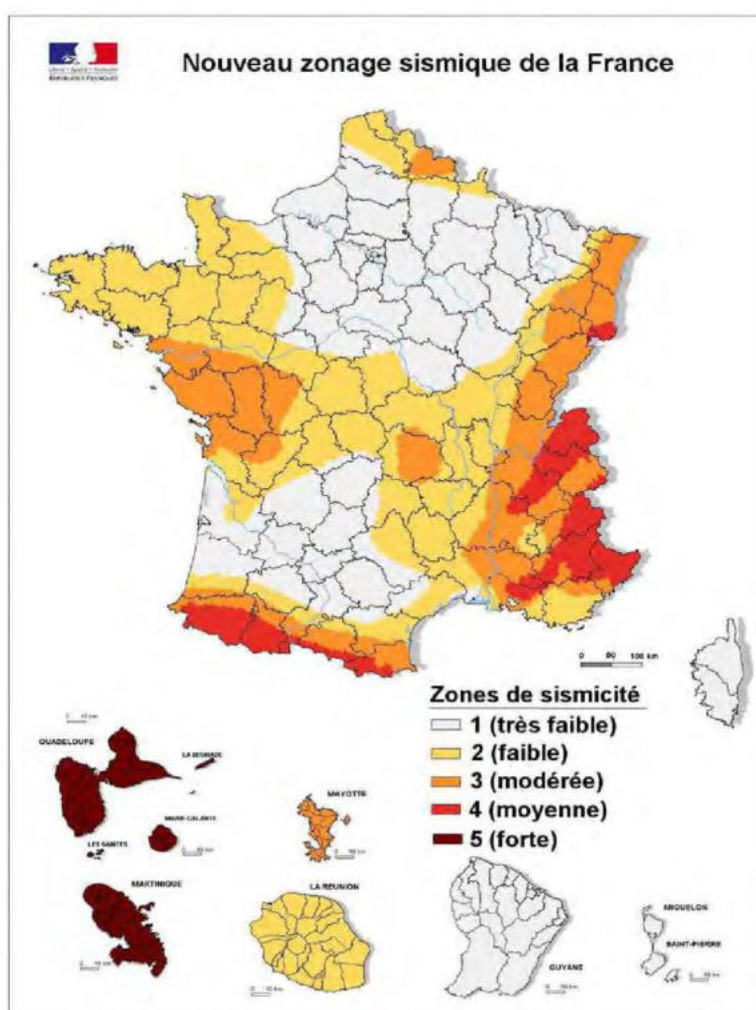 RÉPUBLIQUE FRANÇAISE
Nouveau zonage sismique de la France
0 50 100 km
Zones de sismicité
1 (très faible)
2 (faible)
3 (modérée)
4 (moyenne)
5 (forte)
GUADELOUPE
LA DESIRADE
MARIE-GALANTE
LES SAINTES
MAYOTTE
MARTINIQUE
LA REUNION
GUYANE
MIQUELON
SAINT-PIERRE